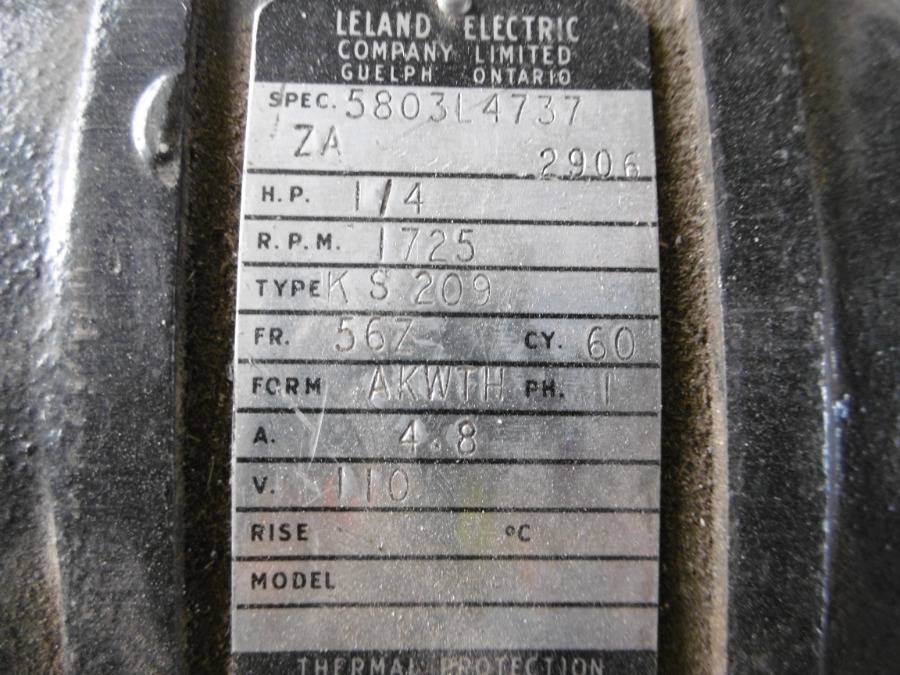 LELAND ELECTRIC
COMPANY LIMITED
GUELPH ONTARIO
SPEC. 5803L4737
ZA 2906
H.P. 1/4
R.P.M. 1725
TYPE KS 209
FR. 56Z CY. 60
FORM AKWTH PH. 1
A. 4.8
V. 110
RISE °C
MODEL
THERMAL PROTECTION